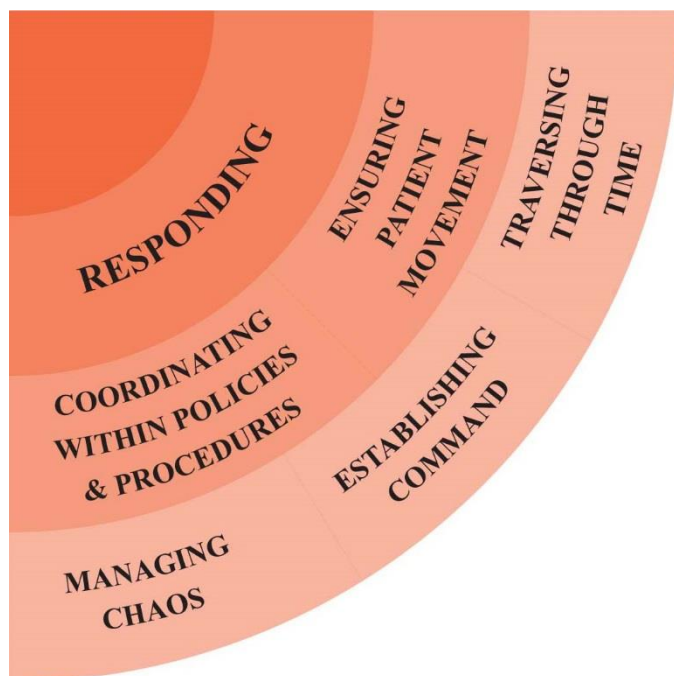 RESPONDING
ENSURING
PATIENT
MOVEMENT
COORDINATING
WITHIN POLICIES
& PROCEDURES
TRAVERSING
THROUGH
TIME
ESTABLISHING
COMMAND
MANAGING
CHAOS